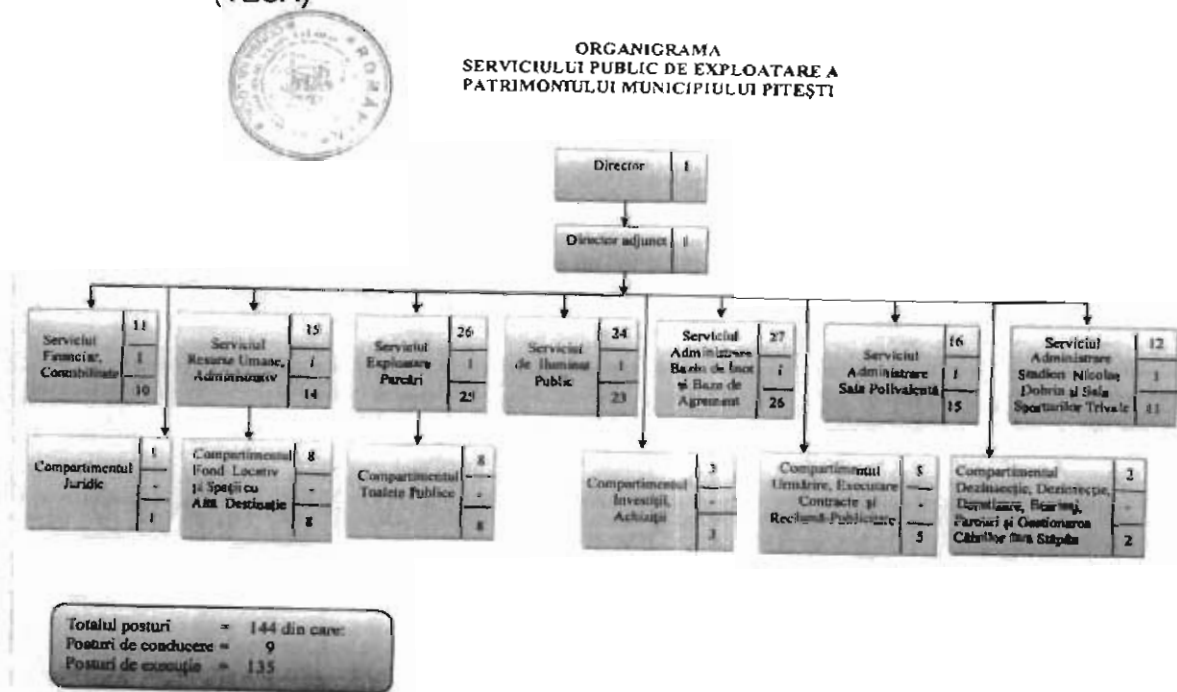 ORGANIGRAMA
SERVICIULUI PUBLIC DE EXPLOATARE A
PATRIMONIULUI MUNICIPIULUI PITEȘTI
Director 1
Director adjunct 1
Serviciul
Financiar,
Contabilitate
11
1
10
Serviciul
Resurse Umane,
Administrativ
15
1
14
Serviciul
Exploatare
Parcări
26
1
25
Serviciul
de Iluminat
Public
24
1
23
Serviciul
Administrare
Bazin de Înot
și Baze de
Agrement
27
1
26
Serviciul
Administrare
Sala Polivalentă
16
1
15
Serviciul
Administrare
Stadion Nicolae
Dobrin și Sala
Sporturilor Trivale
12
1
11
Compartimentul
Juridic
1
-
1
Compartimentul
Fond Locativ
și Spații cu
Altă Destinație
8
-
8
Compartimentul
Toalete Publice
8
-
8
Compartimentul
Investiții,
Achiziții
3
-
3
Compartimentul
Urmărire, Executare
Contracte și
Reclamă Publicitate
5
-
5
Compartimentul
Dezinsecție, Dezinfecție,
Deratizare,
și Gestionarea
Câinilor fără Stăpân
2
-
2
Totalul posturi = 144 din care:
Posturi de conducere = 9
Posturi de execuție = 135